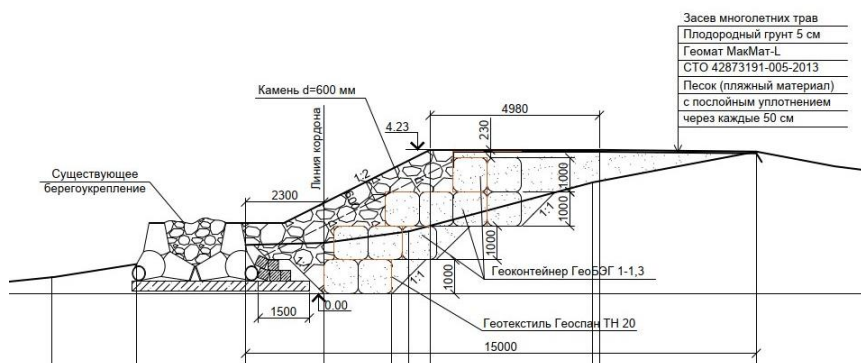 Засев многолетних трав
Плодородный грунт 5 см
Геомат МакМат-L
СТО 42873191-005-2013
Песок (пляжный материал)
с послойным уплотнением
через каждые 50 см
Камень d=600 мм
Линия кордона
4.23
4980
230
Существующее
берегоукрепление
2300
1:2
600
1000
1000
1:1
1000
1000
1:1
Геоконтейнер ГеоБЭГ 1-1,3
1500
0.00
Геотекстиль Геоспан ТН 20
15000